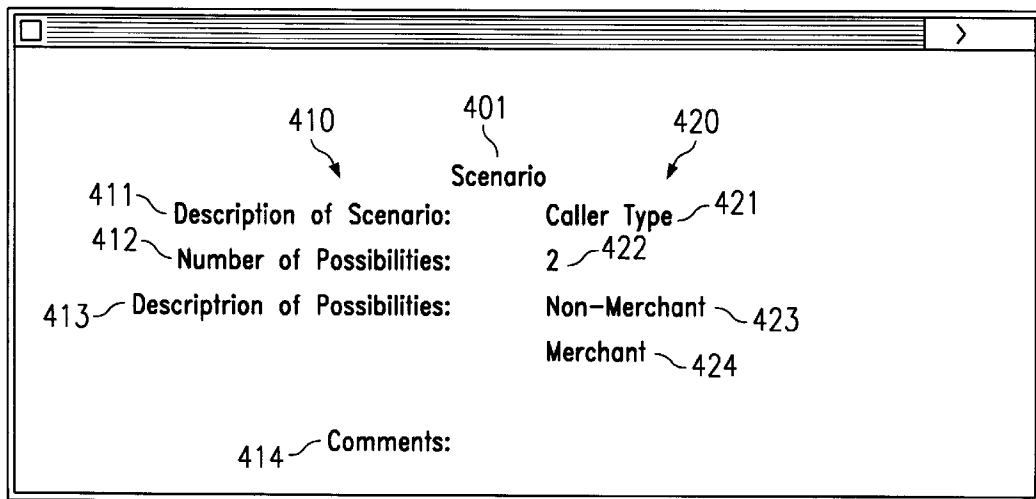 401
410 420
Scenario
411 Description of Scenario: Caller Type 421
412 Number of Possibilities: 2 422
413 Descriptrion of Possibilities: Non-Merchant 423
Merchant 424
414 Comments: